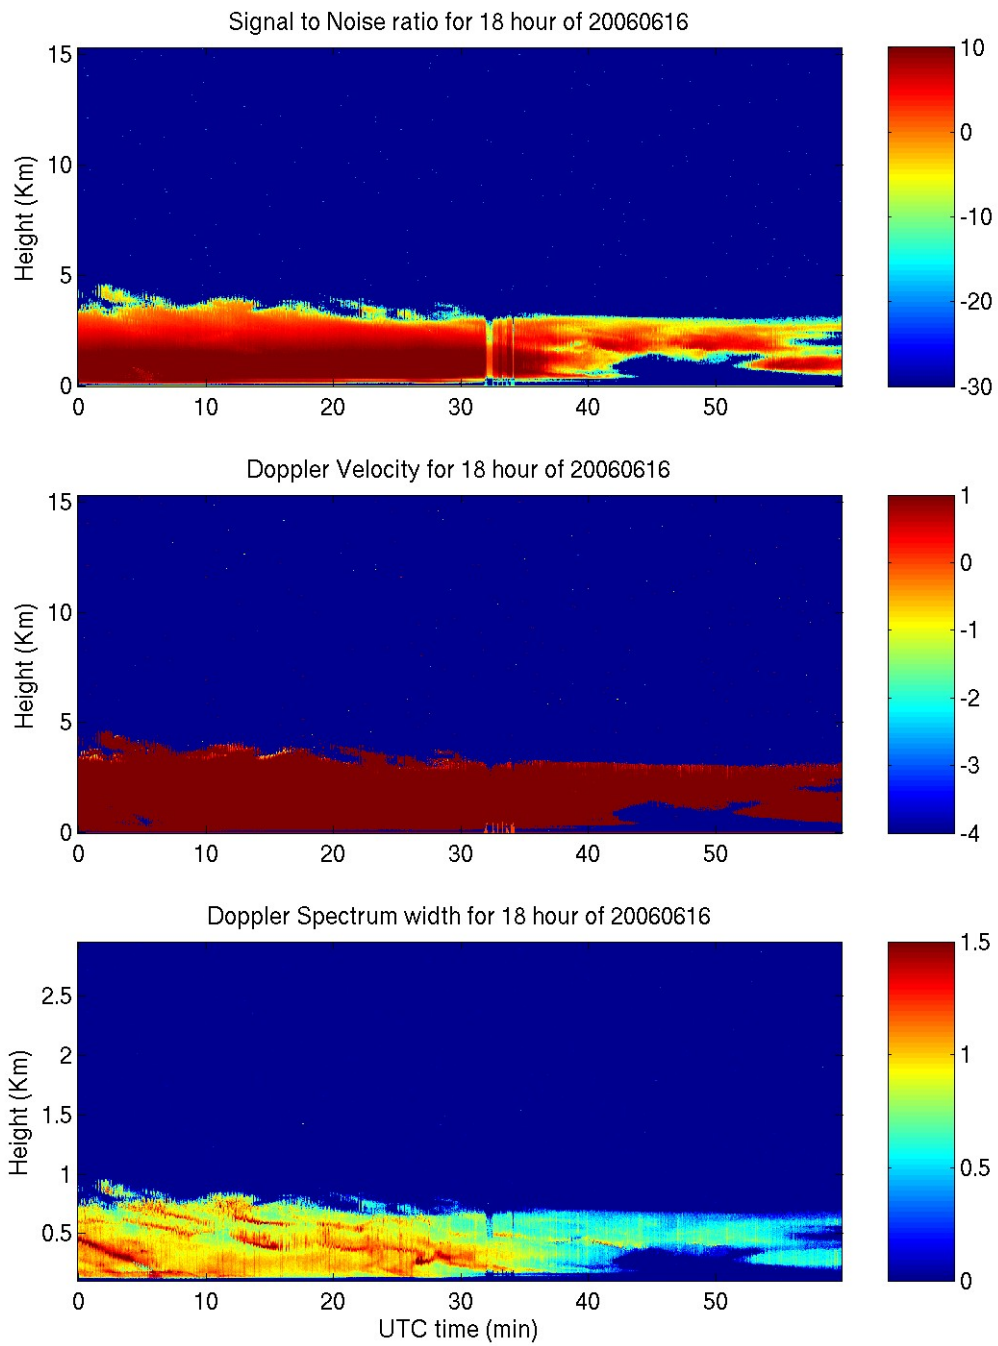 Signal to Noise ratio for 18 hour of 20060616
15
10
5
0
Height (Km)
0 10 20 30 40 50
10
0
-10
-20
-30
Doppler Velocity for 18 hour of 20060616
15
10
5
0
Height (Km)
0 10 20 30 40 50
1
0
-1
-2
-3
-4
Doppler Spectrum width for 18 hour of 20060616
2.5
2
1.5
1
0.5
Height (Km)
0 10 20 30 40 50
UTC time (min)
1.5
1
0.5
0